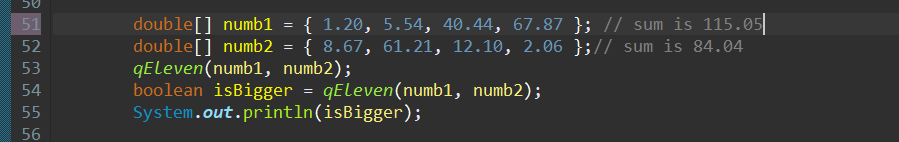 50
51 double[] numb1 = { 1.20, 5.54, 40.44, 67.87 }; // sum is 115.05
52 double[] numb2 = { 8.67, 61.21, 12.10, 2.06 };// sum is 84.04
53 qEleven(numb1, numb2);
54 boolean isBigger = qEleven(numb1, numb2);
55 System.out.println(isBigger);
56